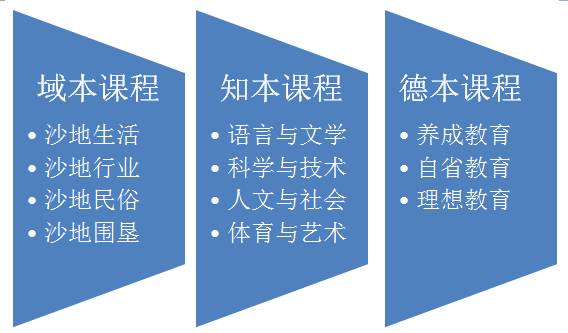 域本课程
• 沙地生活
• 沙地行业
• 沙地民俗
• 沙地围垦
知本课程
• 语言与文学
• 科学与技术
• 人文与社会
• 体育与艺术
德本课程
• 养成教育
• 自省教育
• 理想教育